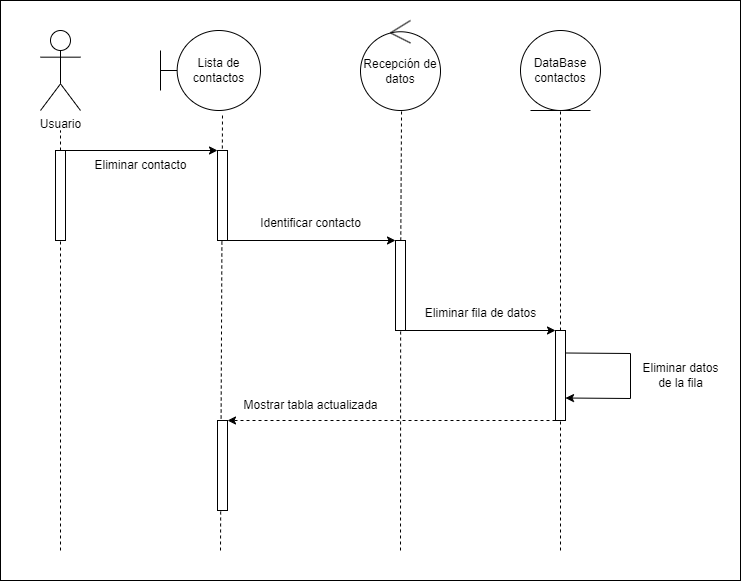 Usuario
Lista de
contactos
Recepción de
datos
DataBase
contactos
Eliminar contacto
Identificar contacto
Eliminar fila de datos
Eliminar datos
de la fila
Mostrar tabla actualizada